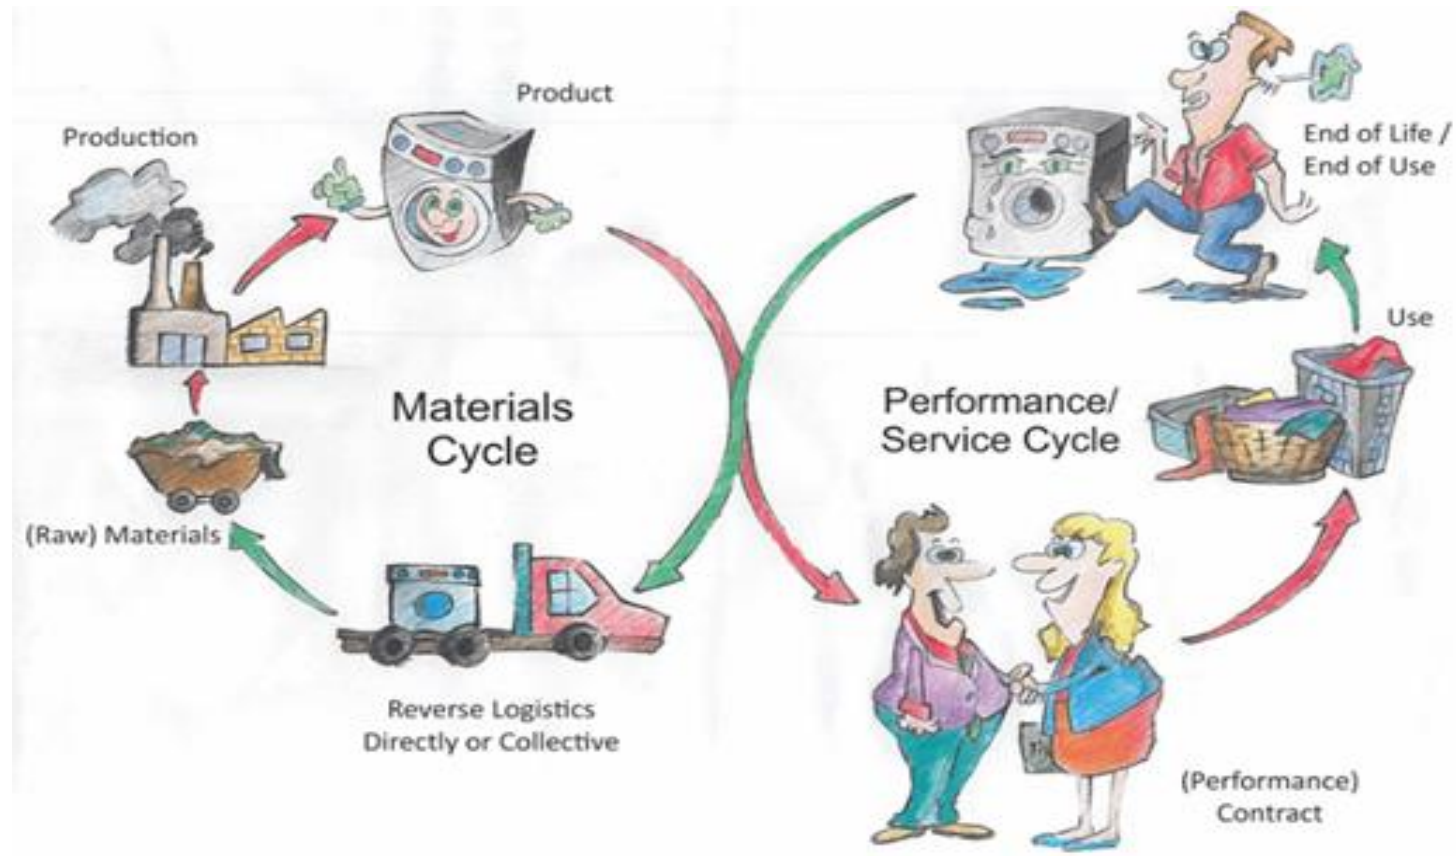 Production
Product
End of Life /
End of Use
Use
Materials
Cycle
Performance/
Service Cycle
(Raw) Materials
Reverse Logistics
Directly or Collective
(Performance)
Contract